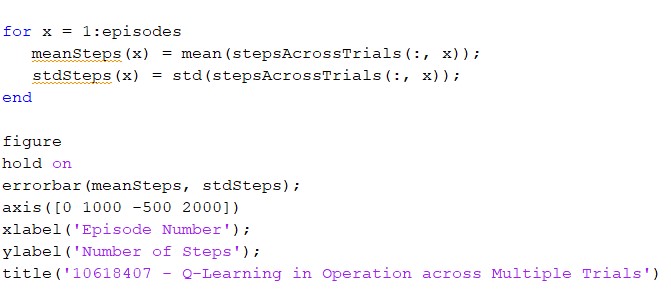 for x = 1:episodes
meanSteps(x) = mean(stepsAcrossTrials(:, x));
stdSteps(x) = std(stepsAcrossTrials(:, x));
end
figure
hold on
errorbar(meanSteps, stdSteps);
axis([0 1000 -500 2000])
xlabel('Episode Number');
ylabel('Number of Steps');
title('10618407 - Q-Learning in Operation across Multiple Trials')